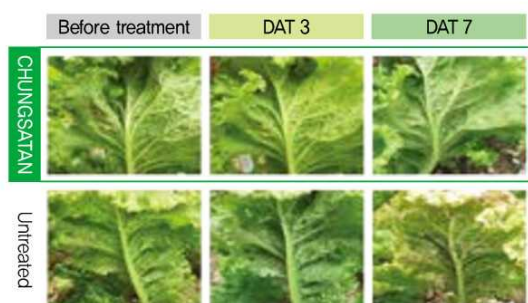 Before treatment
DAT 3
DAT 7
CHUNGSATAN
Untreated